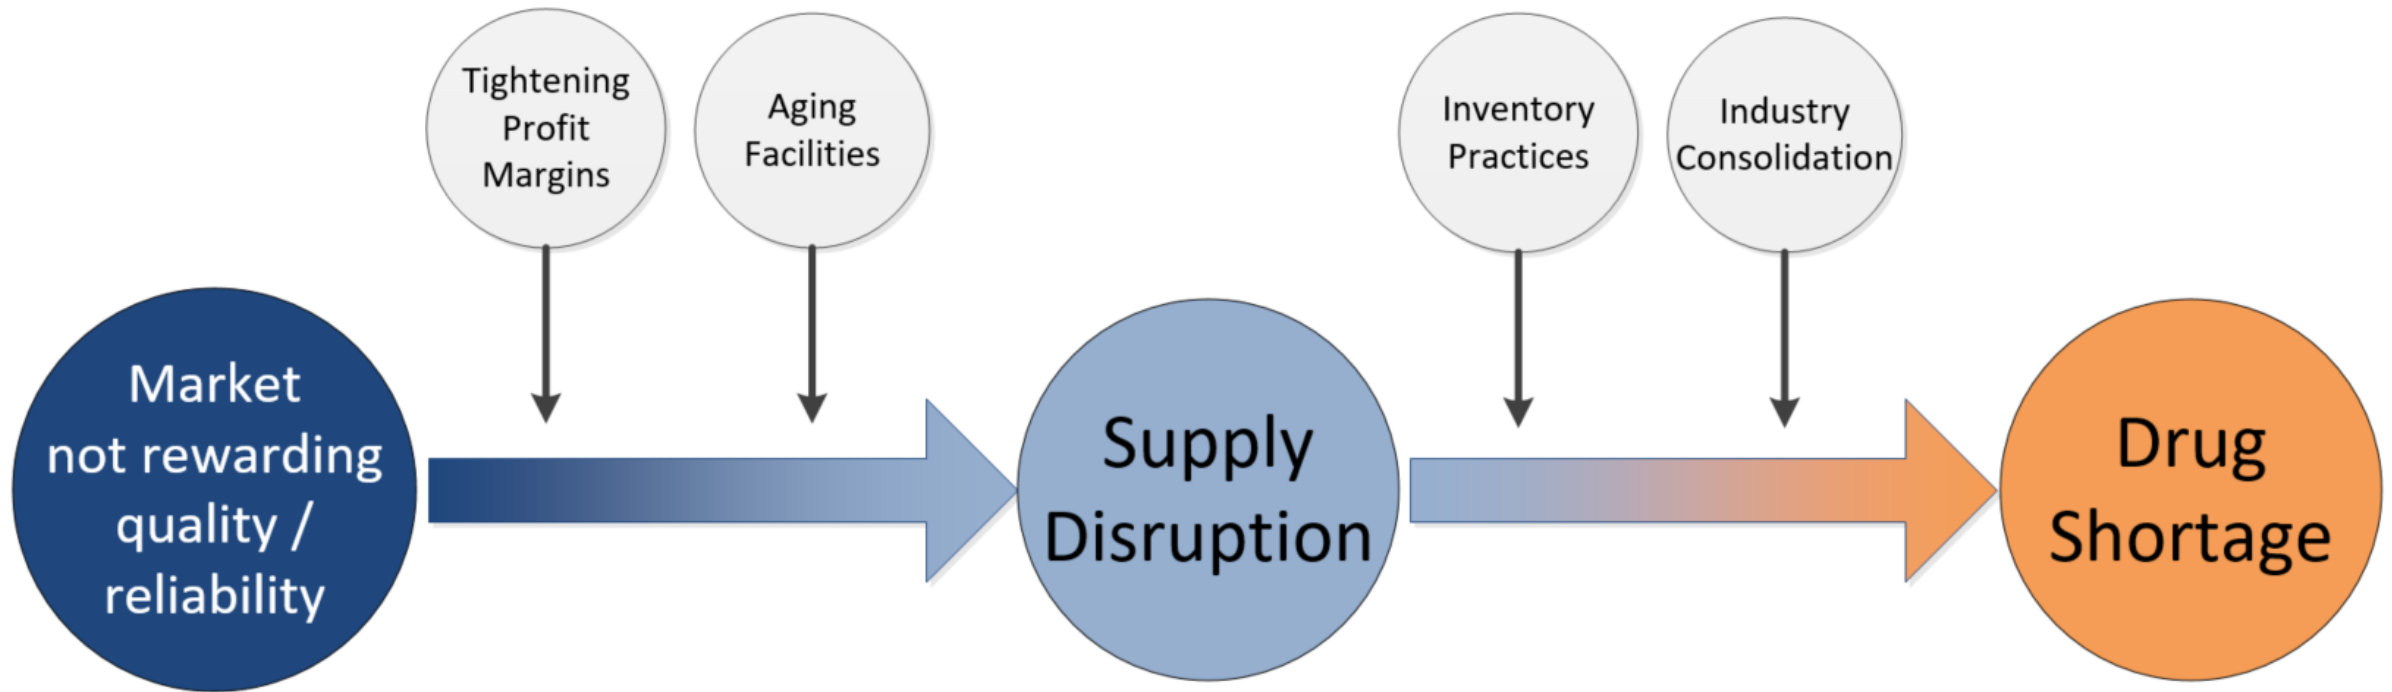 Tightening
Profit
Margins
Aging
Facilities
Inventory
Practices
Industry
Consolidation
Market
not rewarding
quality /
reliability
Supply
Disruption
Drug
Shortage